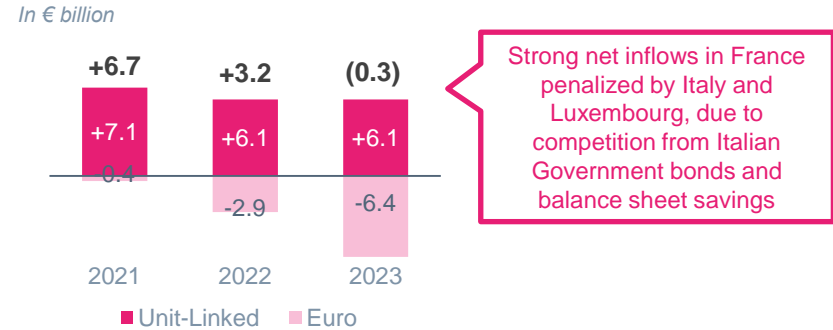 In € billion
+6.7
+3.2
(0.3)
+7.1
+6.1
+6.1
-0.4
-2.9
-6.4
2021
2022
2023
Unit-Linked
Euro
Strong net inflows in France
penalized by Italy and
Luxembourg, due to
competition from Italian
Government bonds and
balance sheet savings